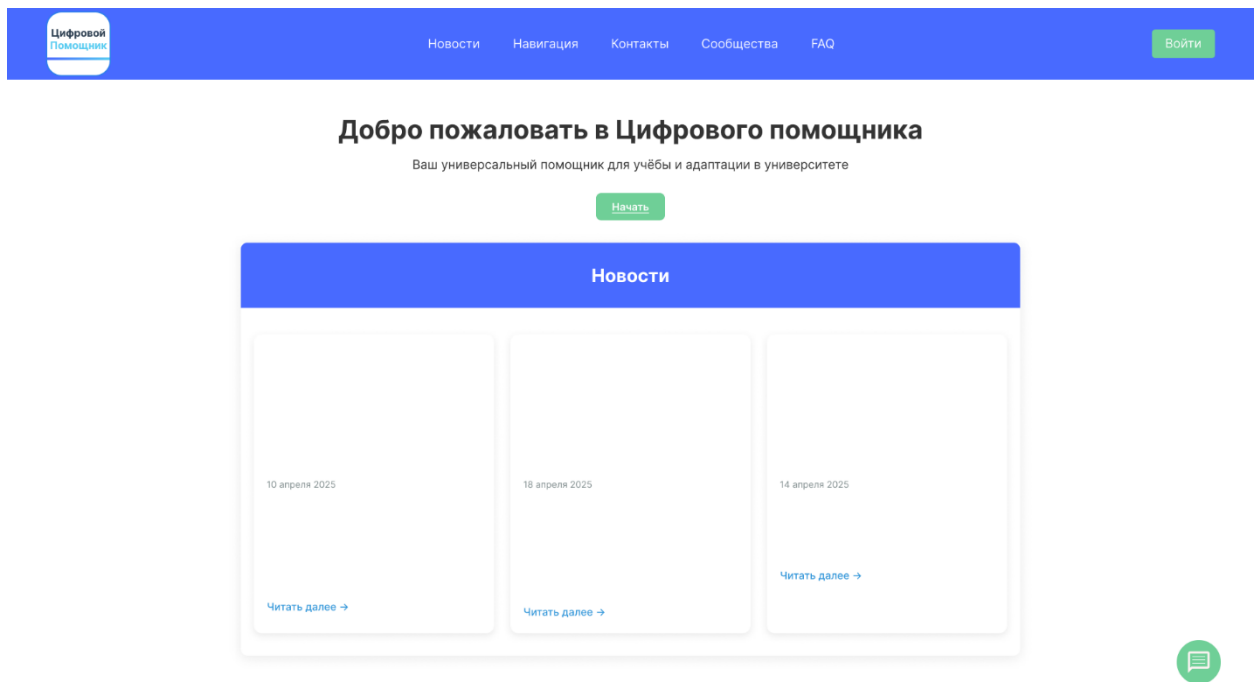 Цифровой
Помощник
Новости Навигация Контакты Сообщества FAQ
Войти
Добро пожаловать в Цифрового помощника
Ваш универсальный помощник для учёбы и адаптации в университете
Начать
Новости
10 апреля 2025
Читать далее →
18 апреля 2025
Читать далее →
14 апреля 2025
Читать далее →